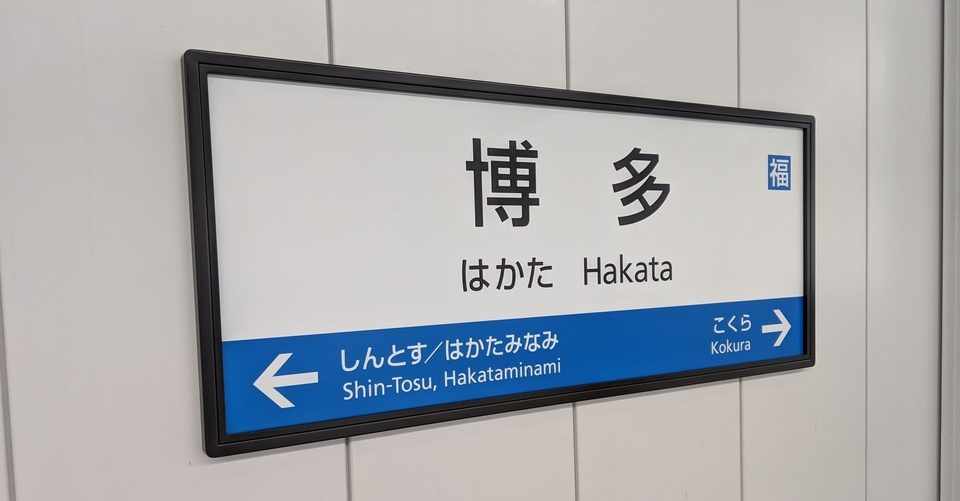 博多
福
はかた Hakata
しんとす／はかたみなみ
Shin-Tosu, Hakataminami
こくら
Kokura